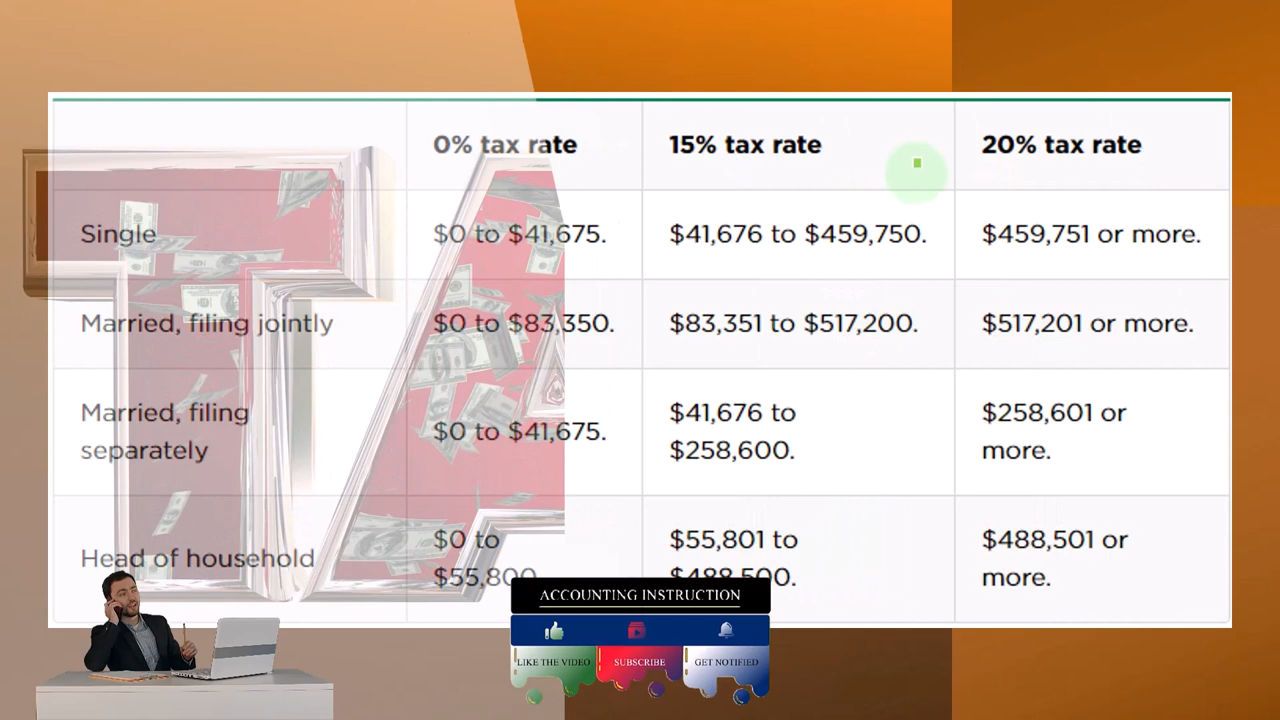 0% tax rate 15% tax rate 20% tax rate
Single $0 to $41,675. $41,676 to $459,750. $459,751 or more.
Married, filing jointly $0 to $83,350. $83,351 to $517,200. $517,201 or more.
Married, filing $41,676 to $258,601 or
separately $0 to $41,675. $258,600. more.
Head of household $0 to $55,801 to $488,501 or
$55,800 $488,500. more.
ACCOUNTING INSTRUCTION
LIKE THE VIDEO SUBSCRIBE GET NOTIFIED
TA